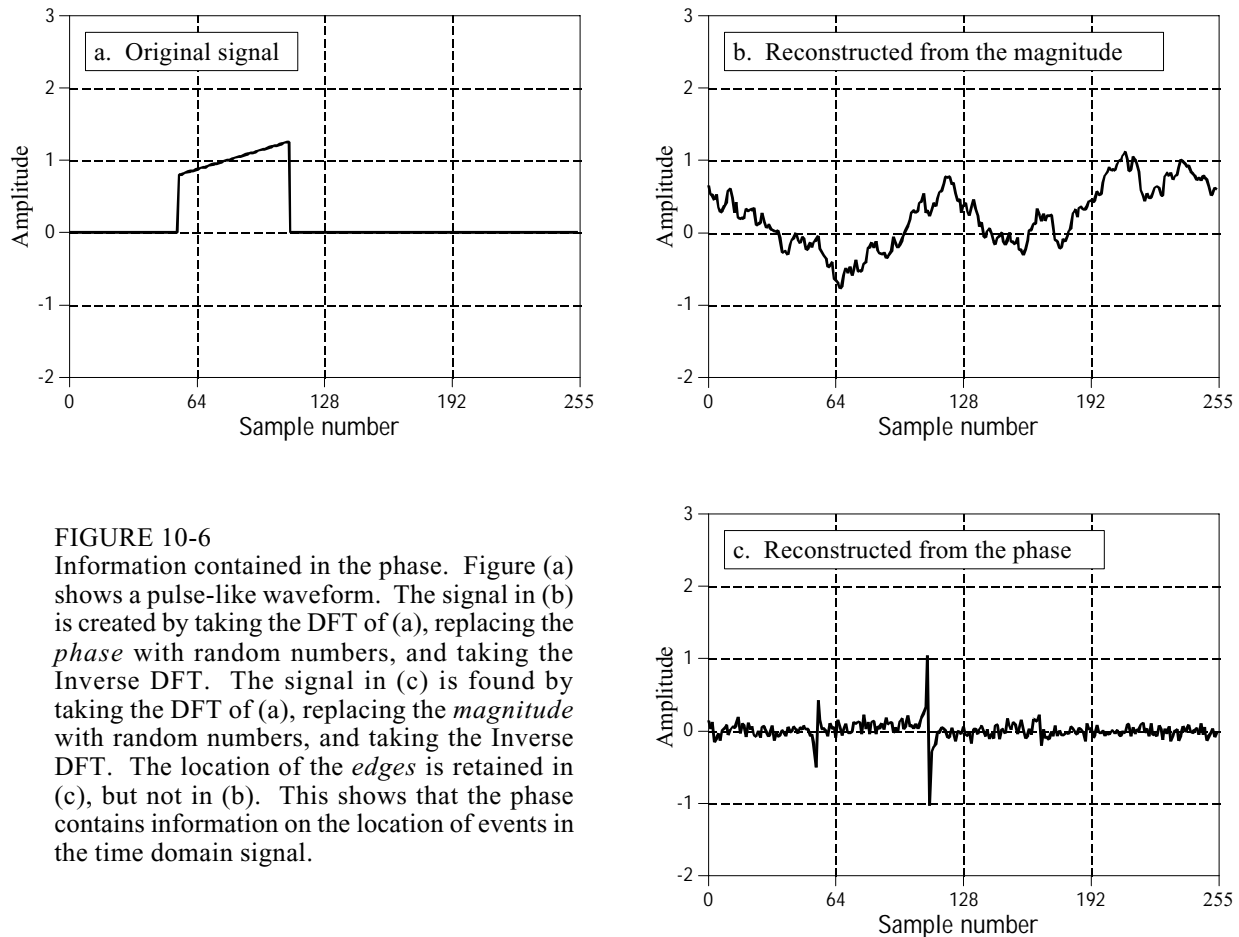 3
2
1
0
-1
-2
Amplitude
a.  Original signal
0
64
128
192
255
Sample number
3
2
1
0
-1
-2
Amplitude
b.  Reconstructed from the magnitude
0
64
128
192
255
Sample number
FIGURE 10-6
Information contained in the phase.  Figure (a)
shows a pulse-like waveform.  The signal in (b)
is created by taking the DFT of (a), replacing the
phase with random numbers, and taking the
Inverse DFT.  The signal in (c) is found by
taking the DFT of (a), replacing the magnitude
with random numbers, and taking the Inverse
DFT.  The location of the edges is retained in
(c), but not in (b).  This shows that the phase
contains information on the location of events in
the time domain signal.
3
2
1
0
-1
-2
Amplitude
c.  Reconstructed from the phase
0
64
128
192
255
Sample number